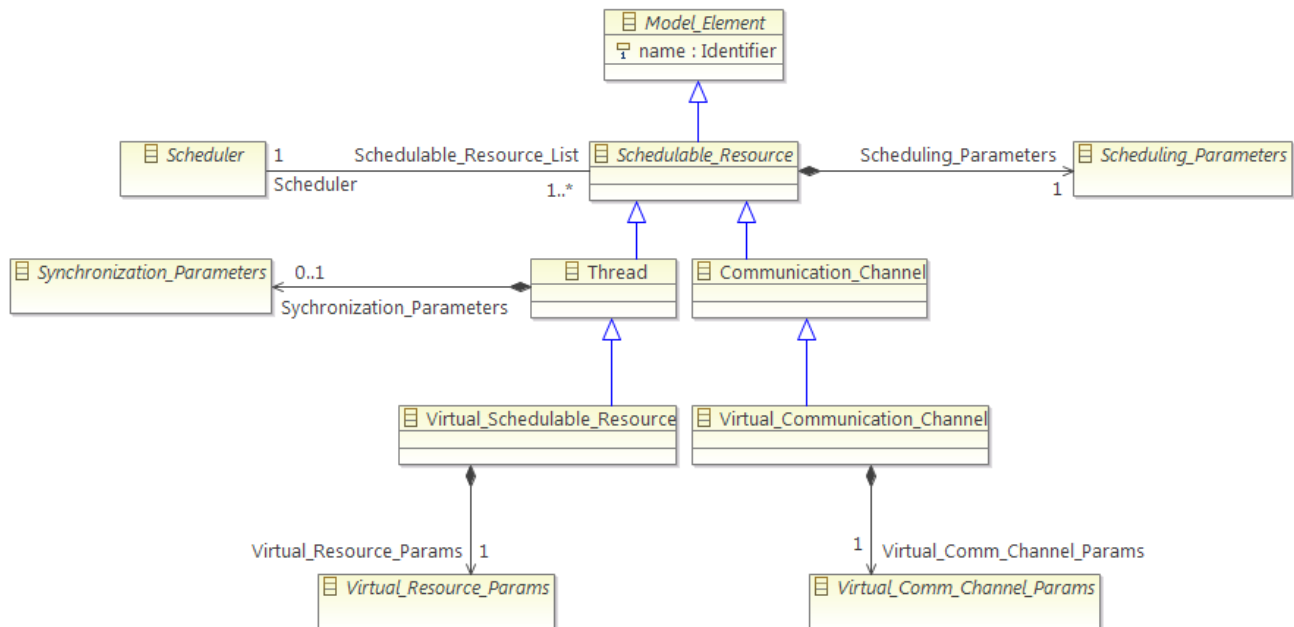 Model_Element
name : Identifier
Scheduler
1
Schedulable_Resource_List
Scheduler
1..*
Schedulable_Resource
Scheduling_Parameters
1
Scheduling_Parameters
Synchronization_Parameters
0..1
Sychronization_Parameters
Thread
Communication_Channel
Virtual_Schedulable_Resource
Virtual_Communication_Channel
Virtual_Resource_Params
1
1
Virtual_Comm_Channel_Params
Virtual_Resource_Params
Virtual_Comm_Channel_Params